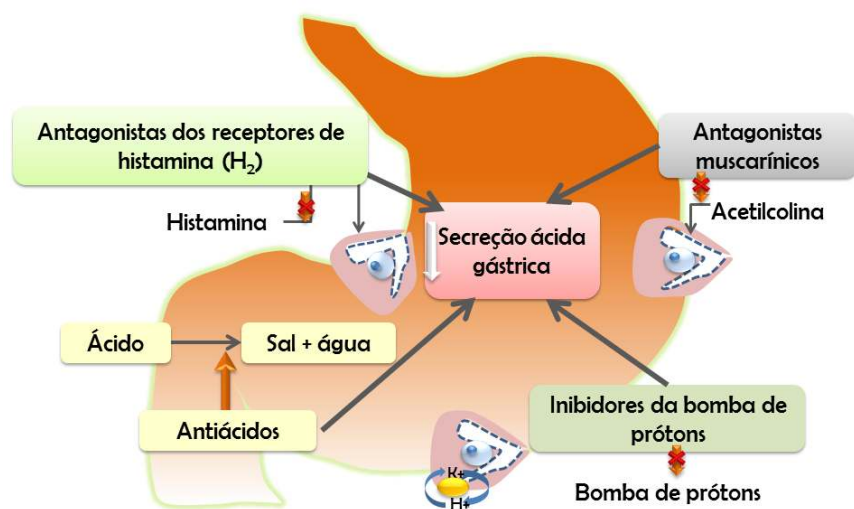 Antagonistas dos receptores de
histamina (H₂)
Histamina
Antagonistas
muscarínicos
Acetilcolina
Secreção ácida
gástrica
Ácido
Sal + água
Antiácidos
Inibidores da bomba de
prótons
Bomba de prótons
K+
H+